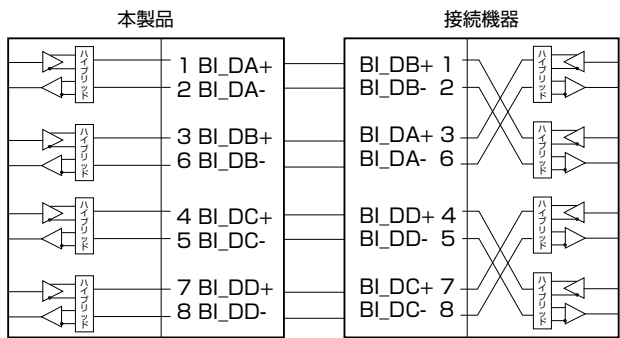 本製品 接続機器
ハイブリッド 1 BI_DA+ BI_DB+ 1 ハイブリッド
2 BI_DA- BI_DB- 2
ハイブリッド 3 BI_DB+ BI_DA+ 3 ハイブリッド
6 BI_DB- BI_DA- 6
ハイブリッド 4 BI_DC+ BI_DD+ 4 ハイブリッド
5 BI_DC- BI_DD- 5
ハイブリッド 7 BI_DD+ BI_DC+ 7 ハイブリッド
8 BI_DD- BI_DC- 8